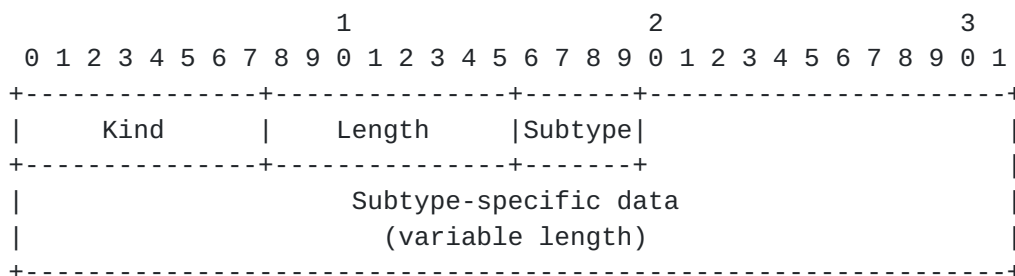 1                   2                   3
 0 1 2 3 4 5 6 7 8 9 0 1 2 3 4 5 6 7 8 9 0 1 2 3 4 5 6 7 8 9 0 1
+---------------+---------------+-------+-----------------------+
|     Kind      |    Length     |Subtype|                       |
+---------------+---------------+-------+                       |
|                     Subtype-specific data                     |
|                       (variable length)                       |
+---------------------------------------------------------------+